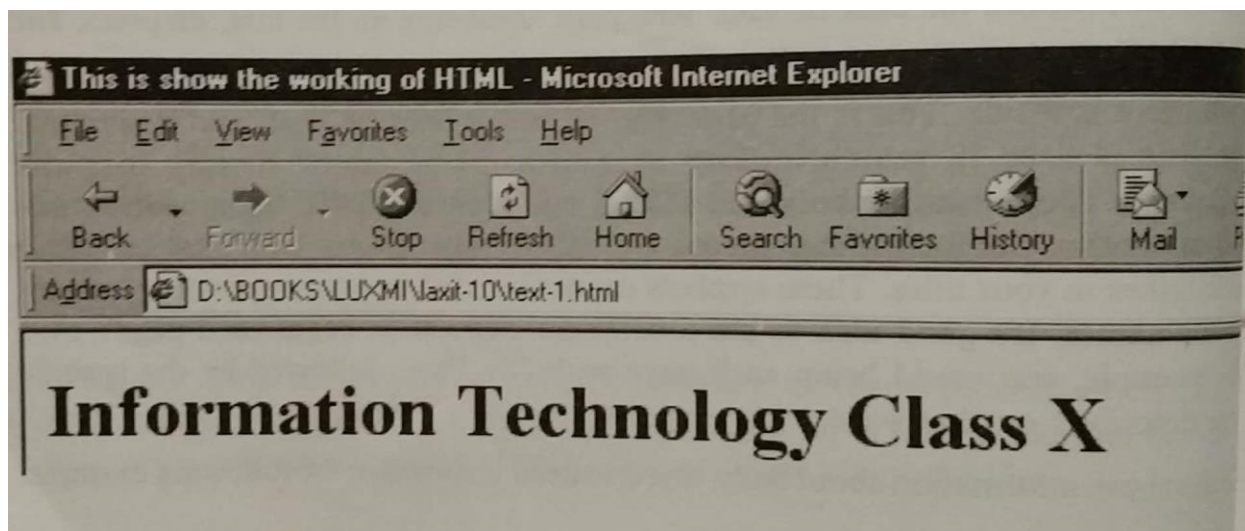 This is show the working of HTML - Microsoft Internet Explorer
File Edit View Favorites Tools Help
Back Forward Stop Refresh Home Search Favorites History Mail
Address D:\BOOKS\LUXMI\laxit-10\text-1.html
Information Technology Class X